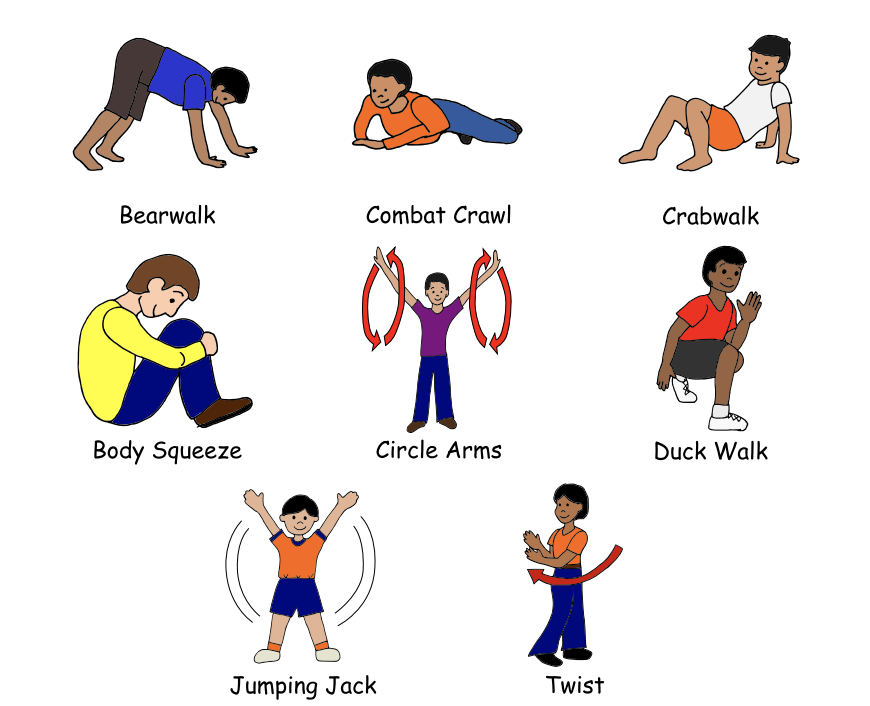 Bearwalk
Combat Crawl
Crabwalk
Body Squeeze
Circle Arms
Duck Walk
Jumping Jack
Twist